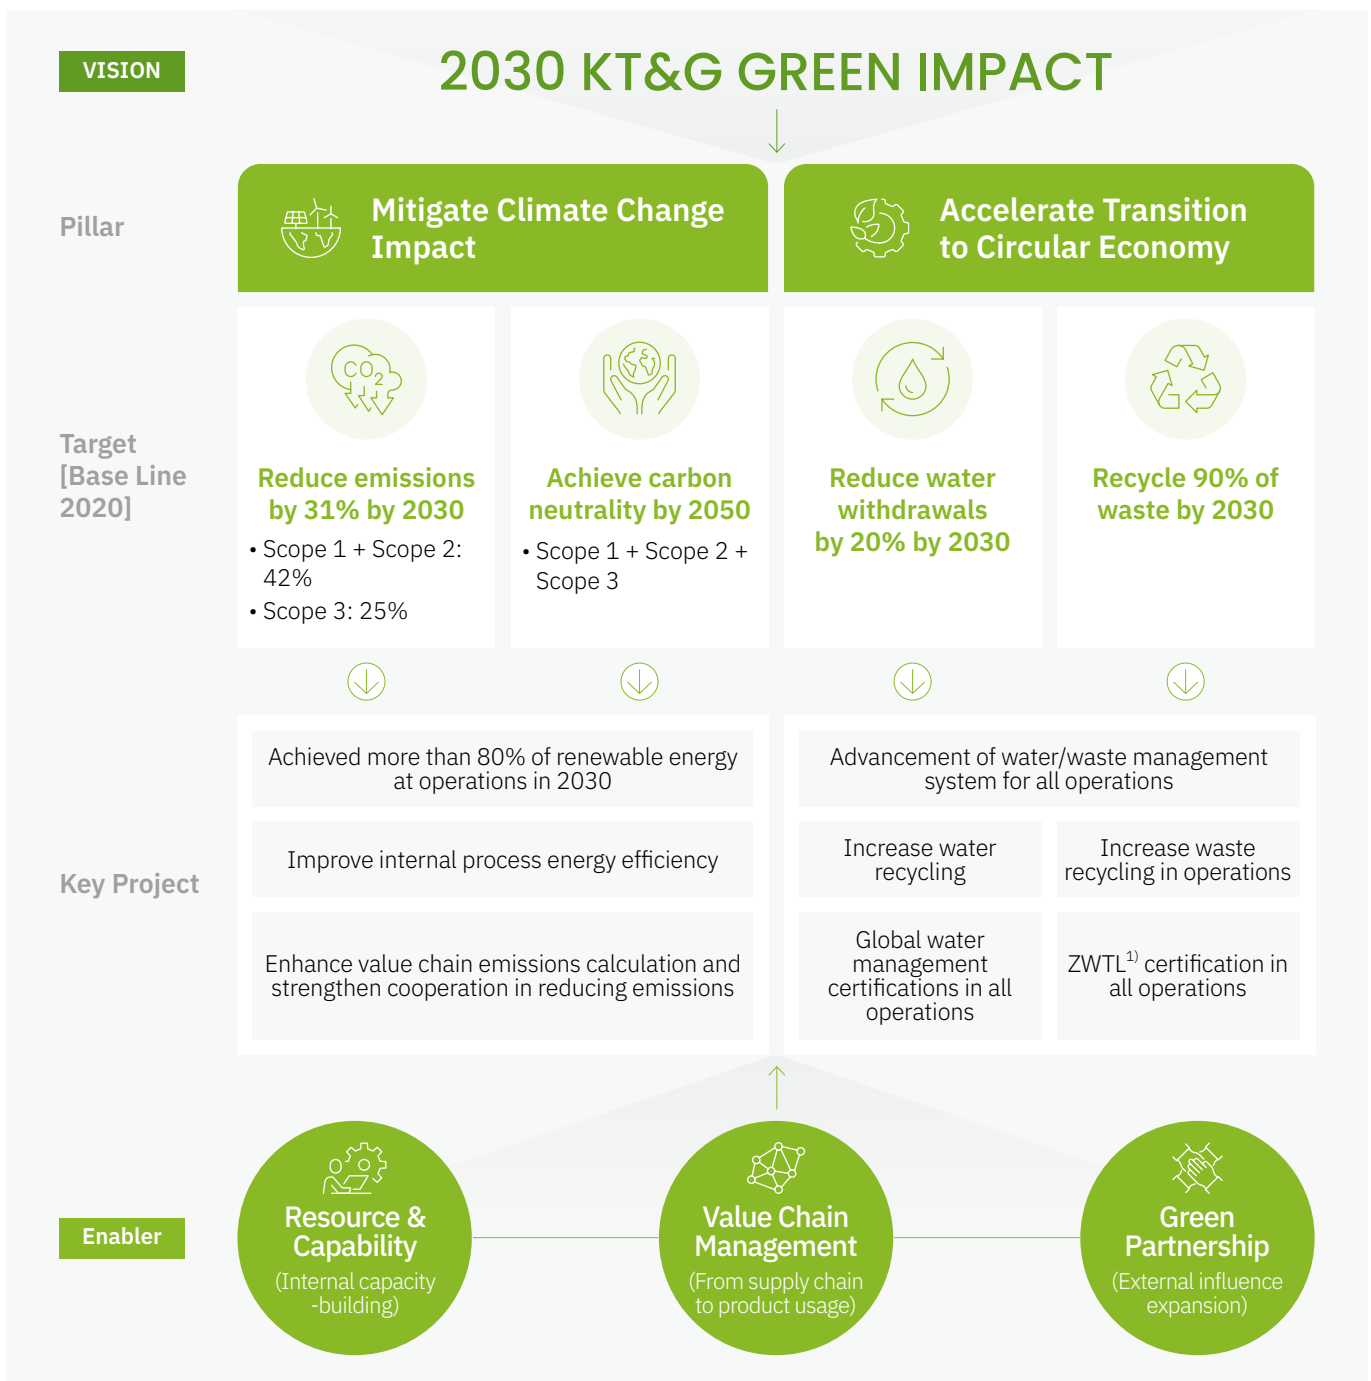 VISION
2030 KT&G GREEN IMPACT
Pillar
Mitigate Climate Change
Impact
Accelerate Transition
to Circular Economy
Target
[Base Line
2020]
CO2
Reduce emissions
by 31% by 2030
• Scope 1 + Scope 2:
42%
• Scope 3: 25%
Achieve carbon
neutrality by 2050
• Scope 1 + Scope 2 +
Scope 3
Reduce water
withdrawals
by 20% by 2030
Recycle 90% of
waste by 2030
Key Project
Achieved more than 80% of renewable energy
at operations in 2030
Improve internal process energy efficiency
Enhance value chain emissions calculation and
strengthen cooperation in reducing emissions
Advancement of water/waste management
system for all operations
Increase water
recycling
Increase waste
recycling in operations
Global water
management
certifications in all
operations
ZWTL1) certification in
all operations
Enabler
Resource &
Capability
(Internal capacity
-building)
Value Chain
Management
(From supply chain
to product usage)
Green
Partnership
(External influence
expansion)